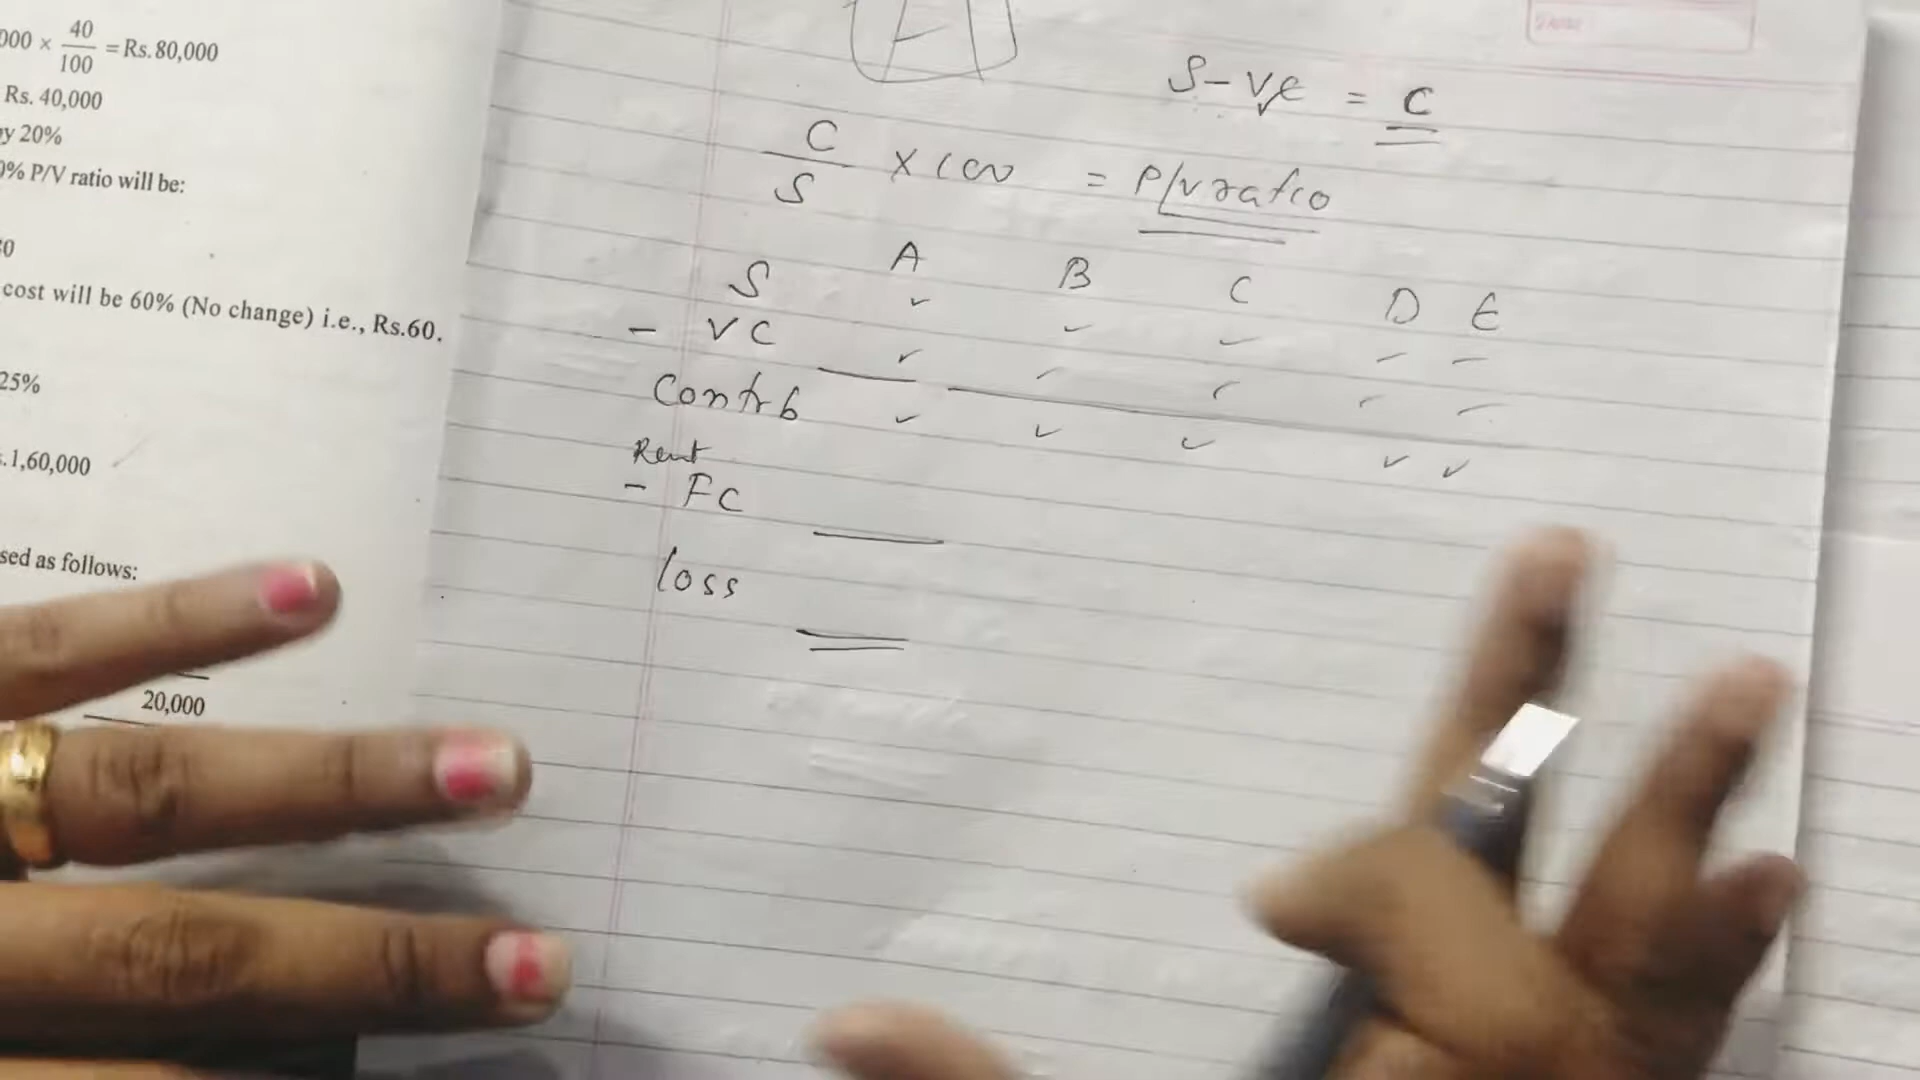 000 × 40/100 = Rs. 80,000
Rs. 40,000
by 20%
0% P/V ratio will be:
cost will be 60% (No change) i.e., Rs.60.
25%
1,60,000
sed as follows:
20,000
S - VC = C
C/S × 100 = P/V ratio
A B C D E
S ✓ ✓ ✓ ✓ ✓
- VC ✓ ✓ ✓ ✓ ✓
Contrb ✓ ✓ ✓ ✓ ✓
Rent
- FC
loss